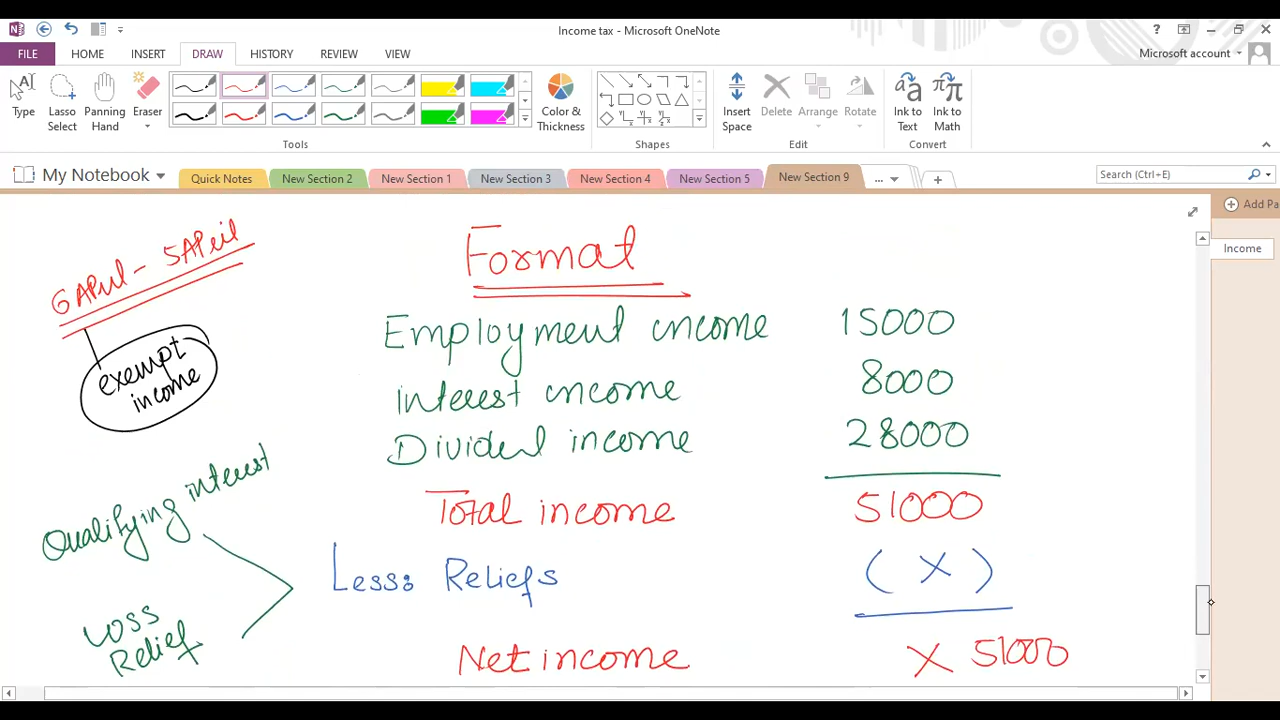 Income tax - Microsoft OneNote
Microsoft account
FILE HOME INSERT DRAW HISTORY REVIEW VIEW
Type
Lasso Select
Panning Hand
Eraser
Color & Thickness
Insert Space
Delete
Arrange
Rotate
Ink to Text
Ink to Math
Tools
Shapes
Edit
Convert
My Notebook
Quick Notes
New Section 2
New Section 1
New Section 3
New Section 4
New Section 5
New Section 9
...
Search (Ctrl+E)
Add Pa
Income
6 APril - 5 APril
exempt
income
Format
Employment income 15000
interest income 8000
Divided income 28000
Total income 51000
Qualifying interest
Loss
Relief
Less: Reliefs ( X )
Net income X 51000